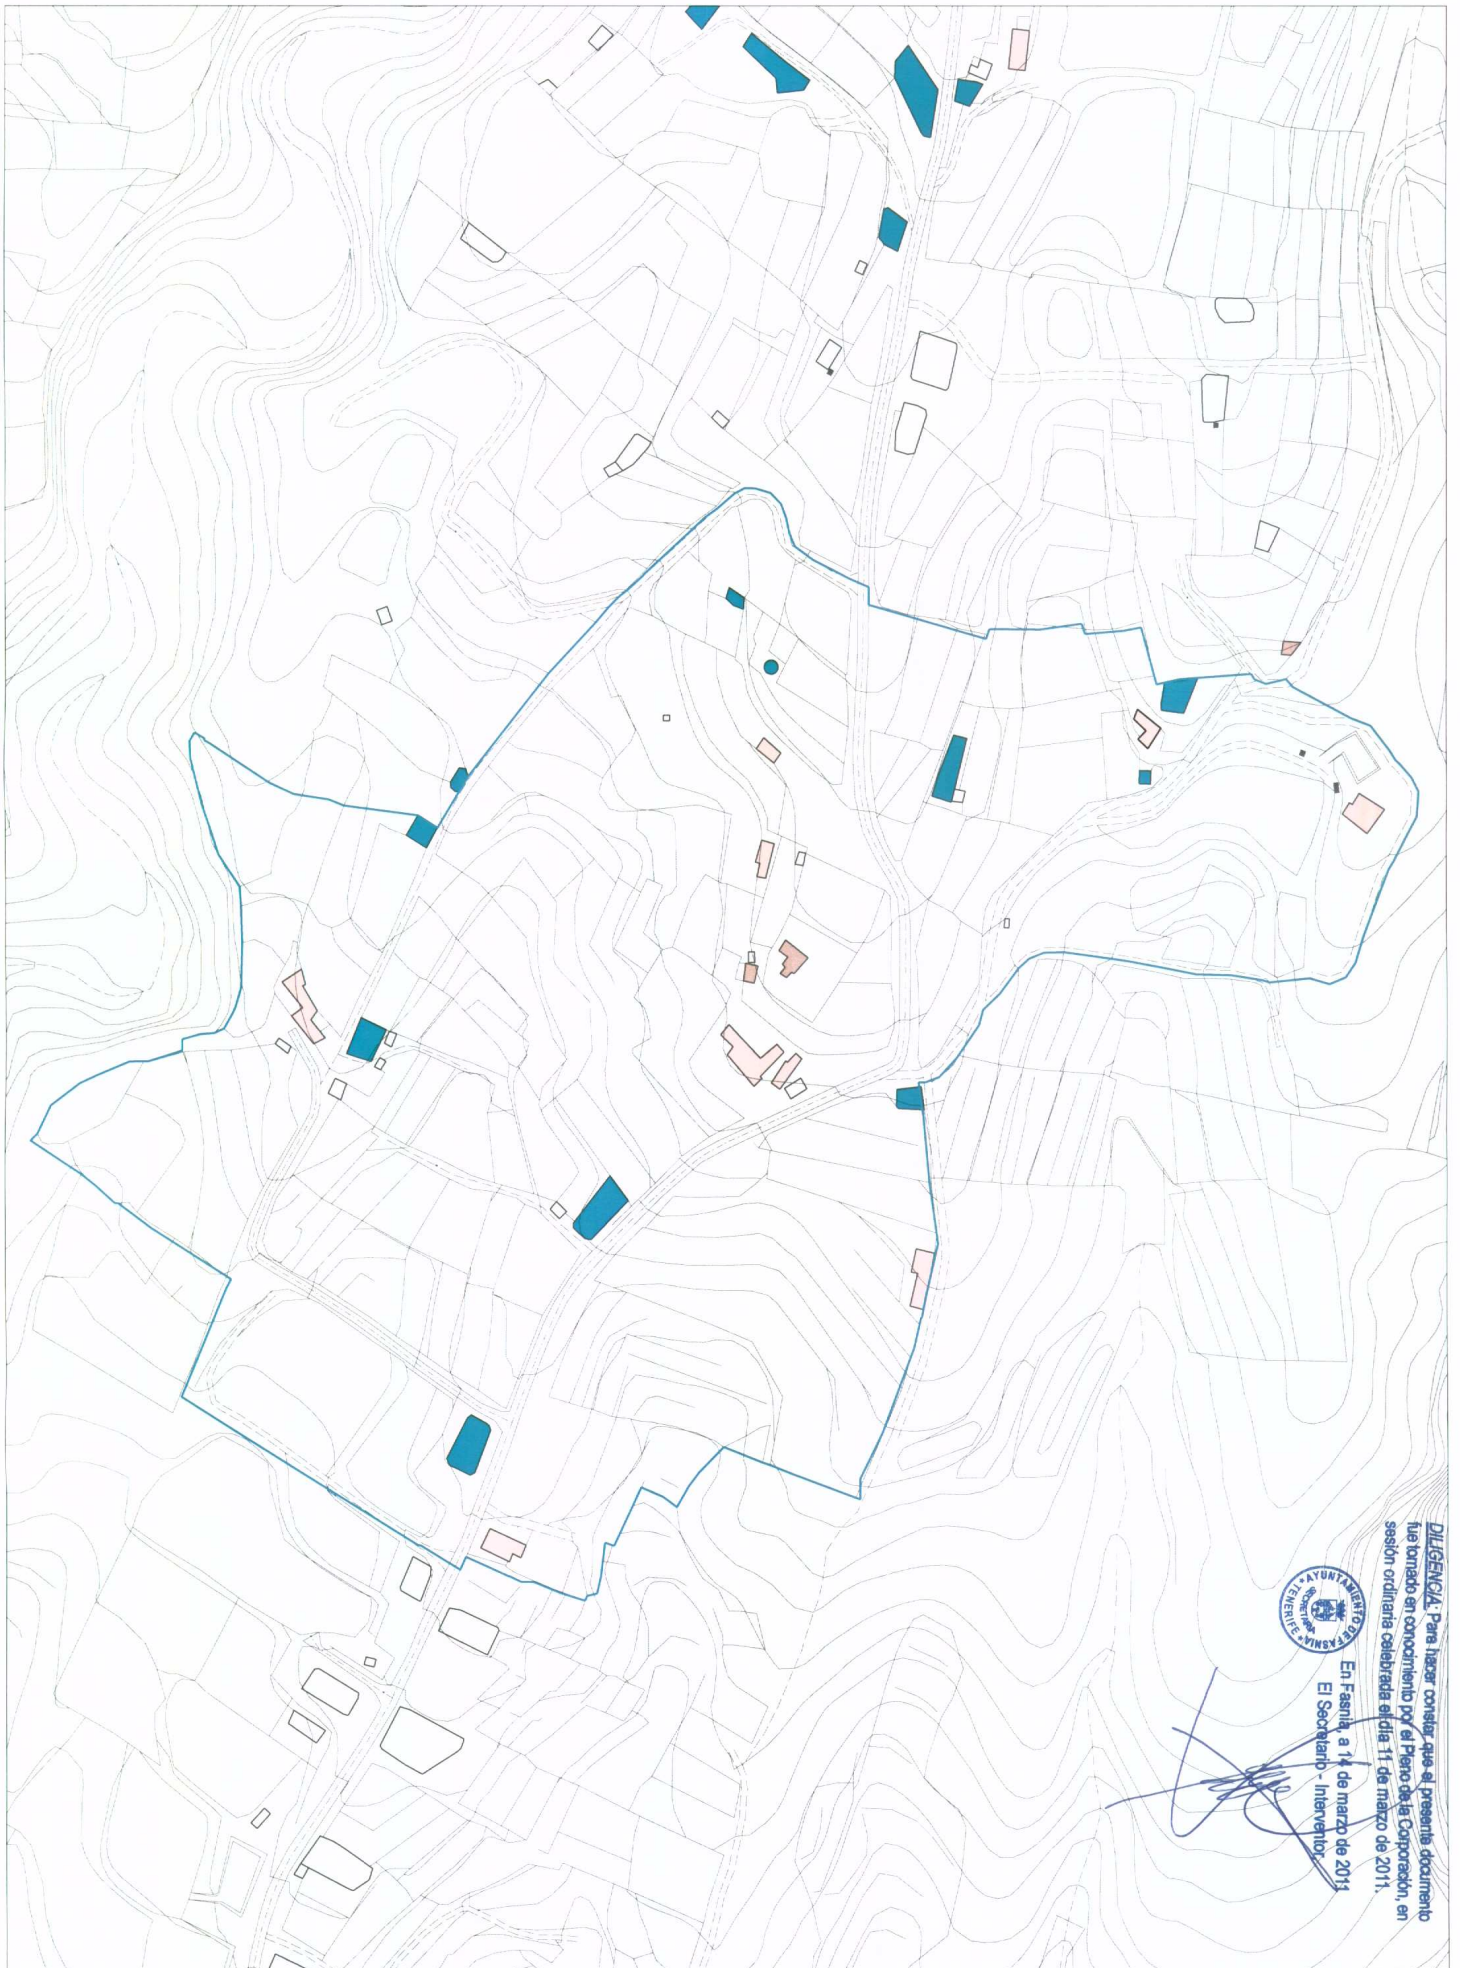 DILIGENCIA: Para hacer constar que el presente documento
fue tomado en conocimiento por el Pleno de la Corporación, en
sesión ordinaria celebrada el día 11 de marzo de 2011.
En Fasnia, a 14 de marzo de 2011
El Secretario - Interventor,
AYUNTAMIENTO DE FASNIA
TENERIFE
SECRETARIA